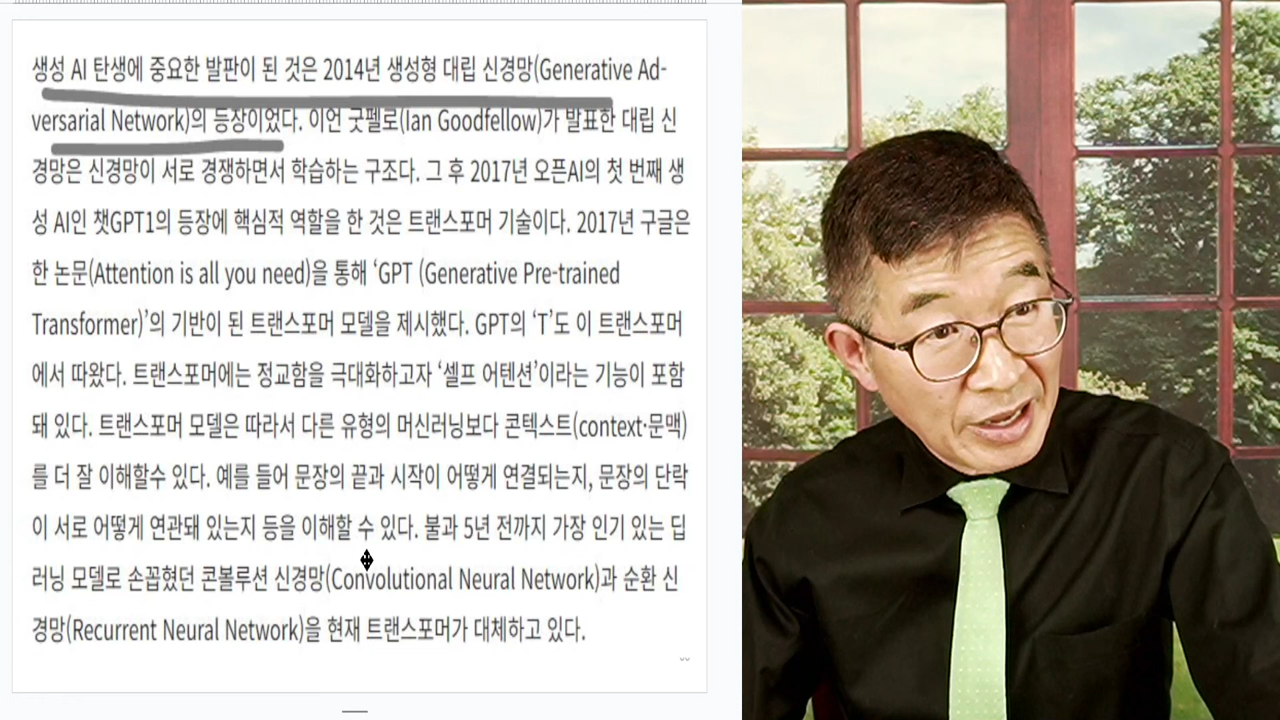 생성 AI 탄생에 중요한 발판이 된 것은 2014년 생성형 대립 신경망(Generative Ad-
versarial Network)의 등장이었다. 이언 굿펠로(Ian Goodfellow)가 발표한 대립 신
경망은 신경망이 서로 경쟁하면서 학습하는 구조다. 그 후 2017년 오픈AI의 첫 번째 생
성 AI인 챗GPT1의 등장에 핵심적 역할을 한 것은 트랜스포머 기술이다. 2017년 구글은
한 논문(Attention is all you need)을 통해 ‘GPT (Generative Pre-trained
Transformer)’의 기반이 된 트랜스포머 모델을 제시했다. GPT의 ‘T’도 이 트랜스포머
에서 따왔다. 트랜스포머에는 정교함을 극대화하고자 ‘셀프 어텐션’이라는 기능이 포함
돼 있다. 트랜스포머 모델은 따라서 다른 유형의 머신러닝보다 콘텍스트(context·문맥)
를 더 잘 이해할수 있다. 예를 들어 문장의 끝과 시작이 어떻게 연결되는지, 문장의 단락
이 서로 어떻게 연관돼 있는지 등을 이해할 수 있다. 불과 5년 전까지 가장 인기 있는 딥
러닝 모델로 손꼽혔던 콘볼루션 신경망(Convolutional Neural Network)과 순환 신
경망(Recurrent Neural Network)을 현재 트랜스포머가 대체하고 있다.